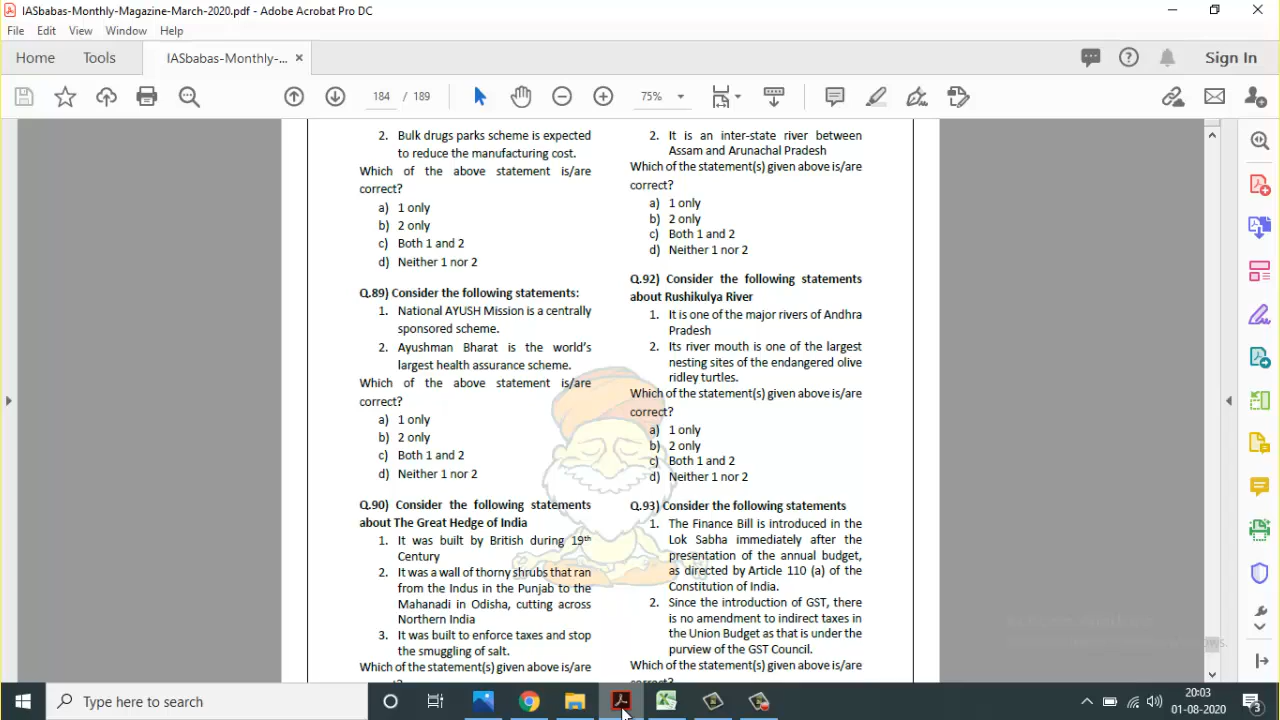 IASbabas-Monthly-Magazine-March-2020.pdf - Adobe Acrobat Pro DC
File Edit View Window Help
Home Tools IASbabas-Monthly-... × Sign In
184 / 189 75%
2. Bulk drugs parks scheme is expected
to reduce the manufacturing cost.
Which of the above statement is/are
correct?
a) 1 only
b) 2 only
c) Both 1 and 2
d) Neither 1 nor 2
Q.89) Consider the following statements:
1. National AYUSH Mission is a centrally
sponsored scheme.
2. Ayushman Bharat is the world's
largest health assurance scheme.
Which of the above statement is/are
correct?
a) 1 only
b) 2 only
c) Both 1 and 2
d) Neither 1 nor 2
Q.90) Consider the following statements
about The Great Hedge of India
1. It was built by British during 19th
Century
2. It was a wall of thorny shrubs that ran
from the Indus in the Punjab to the
Mahanadi in Odisha, cutting across
Northern India
3. It was built to enforce taxes and stop
the smuggling of salt.
Which of the statement(s) given above is/are
2. It is an inter-state river between
Assam and Arunachal Pradesh
Which of the statement(s) given above is/are
correct?
a) 1 only
b) 2 only
c) Both 1 and 2
d) Neither 1 nor 2
Q.92) Consider the following statements
about Rushikulya River
1. It is one of the major rivers of Andhra
Pradesh
2. Its river mouth is one of the largest
nesting sites of the endangered olive
ridley turtles.
Which of the statement(s) given above is/are
correct?
a) 1 only
b) 2 only
c) Both 1 and 2
d) Neither 1 nor 2
Q.93) Consider the following statements
1. The Finance Bill is introduced in the
Lok Sabha immediately after the
presentation of the annual budget,
as directed by Article 110 (a) of the
Constitution of India.
2. Since the introduction of GST, there
is no amendment to indirect taxes in
the Union Budget as that is under the
purview of the GST Council.
Which of the statement(s) given above is/are
Type here to search
20:03
01-08-2020
3